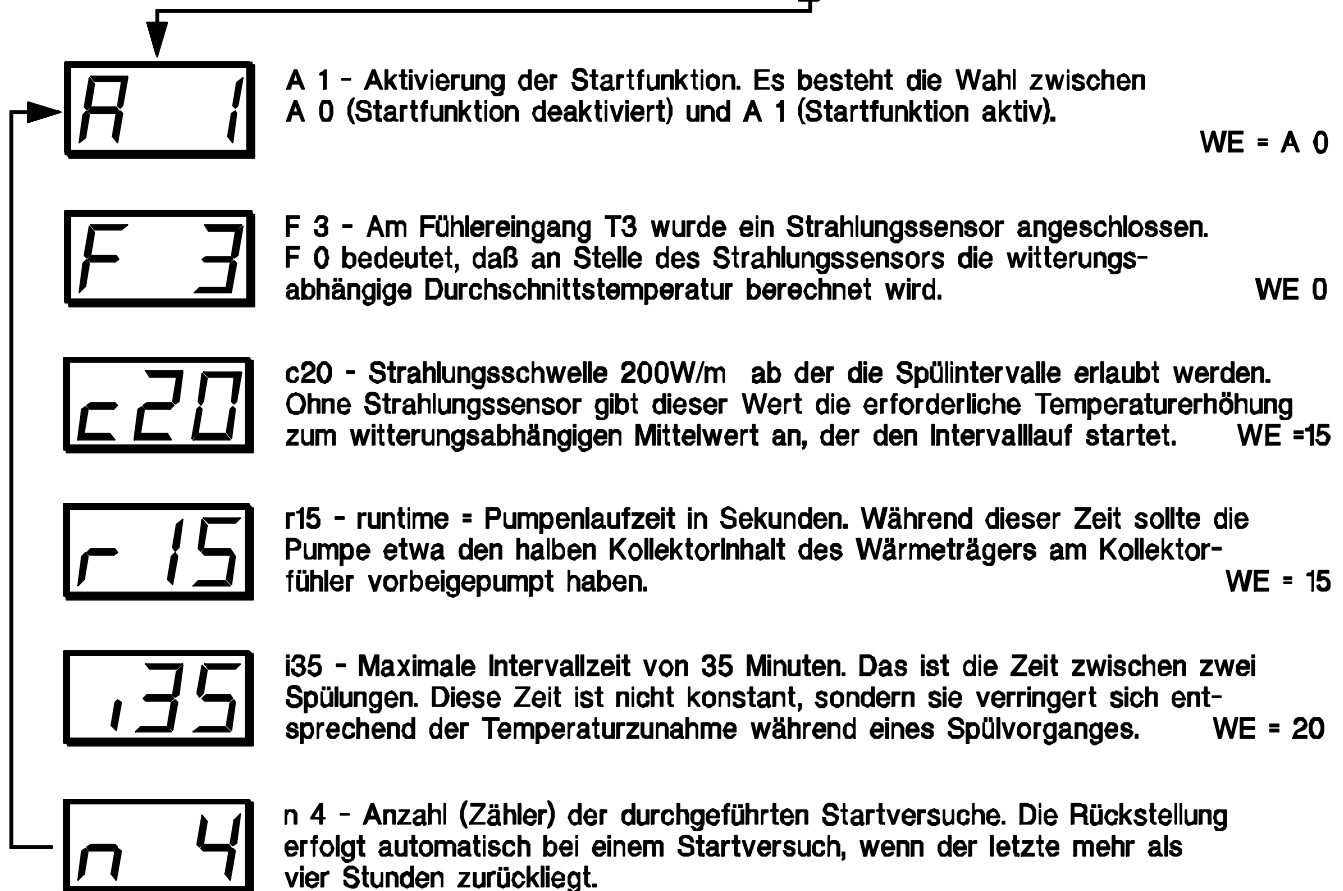 A 1
A 1 - Aktivierung der Startfunktion. Es besteht die Wahl zwischen
A 0 (Startfunktion deaktiviert) und A 1 (Startfunktion aktiv).
WE = A 0
F 3
F 3 - Am Fühlereingang T3 wurde ein Strahlungssensor angeschlossen.
F 0 bedeutet, daß an Stelle des Strahlungssensors die witterungs-
abhängige Durchschnittstemperatur berechnet wird. WE 0
c20
c20 - Strahlungsschwelle 200W/m ab der die Spülintervalle erlaubt werden.
Ohne Strahlungssensor gibt dieser Wert die erforderliche Temperaturerhöhung
zum witterungsabhängigen Mittelwert an, der den Intervalllauf startet. WE =15
r 15
r15 - runtime = Pumpenlaufzeit in Sekunden. Während dieser Zeit sollte die
Pumpe etwa den halben Kollektorinhalt des Wärmeträgers am Kollektor-
fühler vorbeigepumpt haben. WE = 15
i35
i35 - Maximale Intervallzeit von 35 Minuten. Das ist die Zeit zwischen zwei
Spülungen. Diese Zeit ist nicht konstant, sondern sie verringert sich ent-
sprechend der Temperaturzunahme während eines Spülvorganges. WE = 20
n 4
n 4 - Anzahl (Zähler) der durchgeführten Startversuche. Die Rückstellung
erfolgt automatisch bei einem Startversuch, wenn der letzte mehr als
vier Stunden zurückliegt.